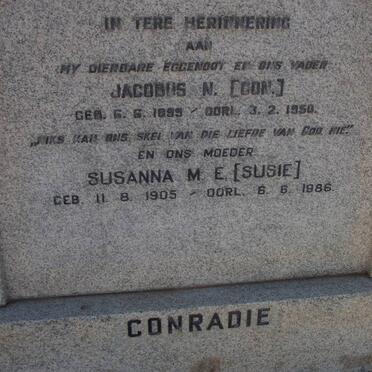 IN TERE HERINNERING
AAN
MY DIERBARE EGGENOOT EN ONS VADER
JACOBUS N. [CON.]
GEB. 6. 6. 1899 - OORL. 3. 2. 1950.
„NIKS KAN ONS SKEI VAN DIE LIEFDE VAN GOD NIE"
EN ONS MOEDER
SUSANNA M. E. [SUSIE]
GEB. 11. 8. 1905 - OORL. 6. 6. 1986.
CONRADIE